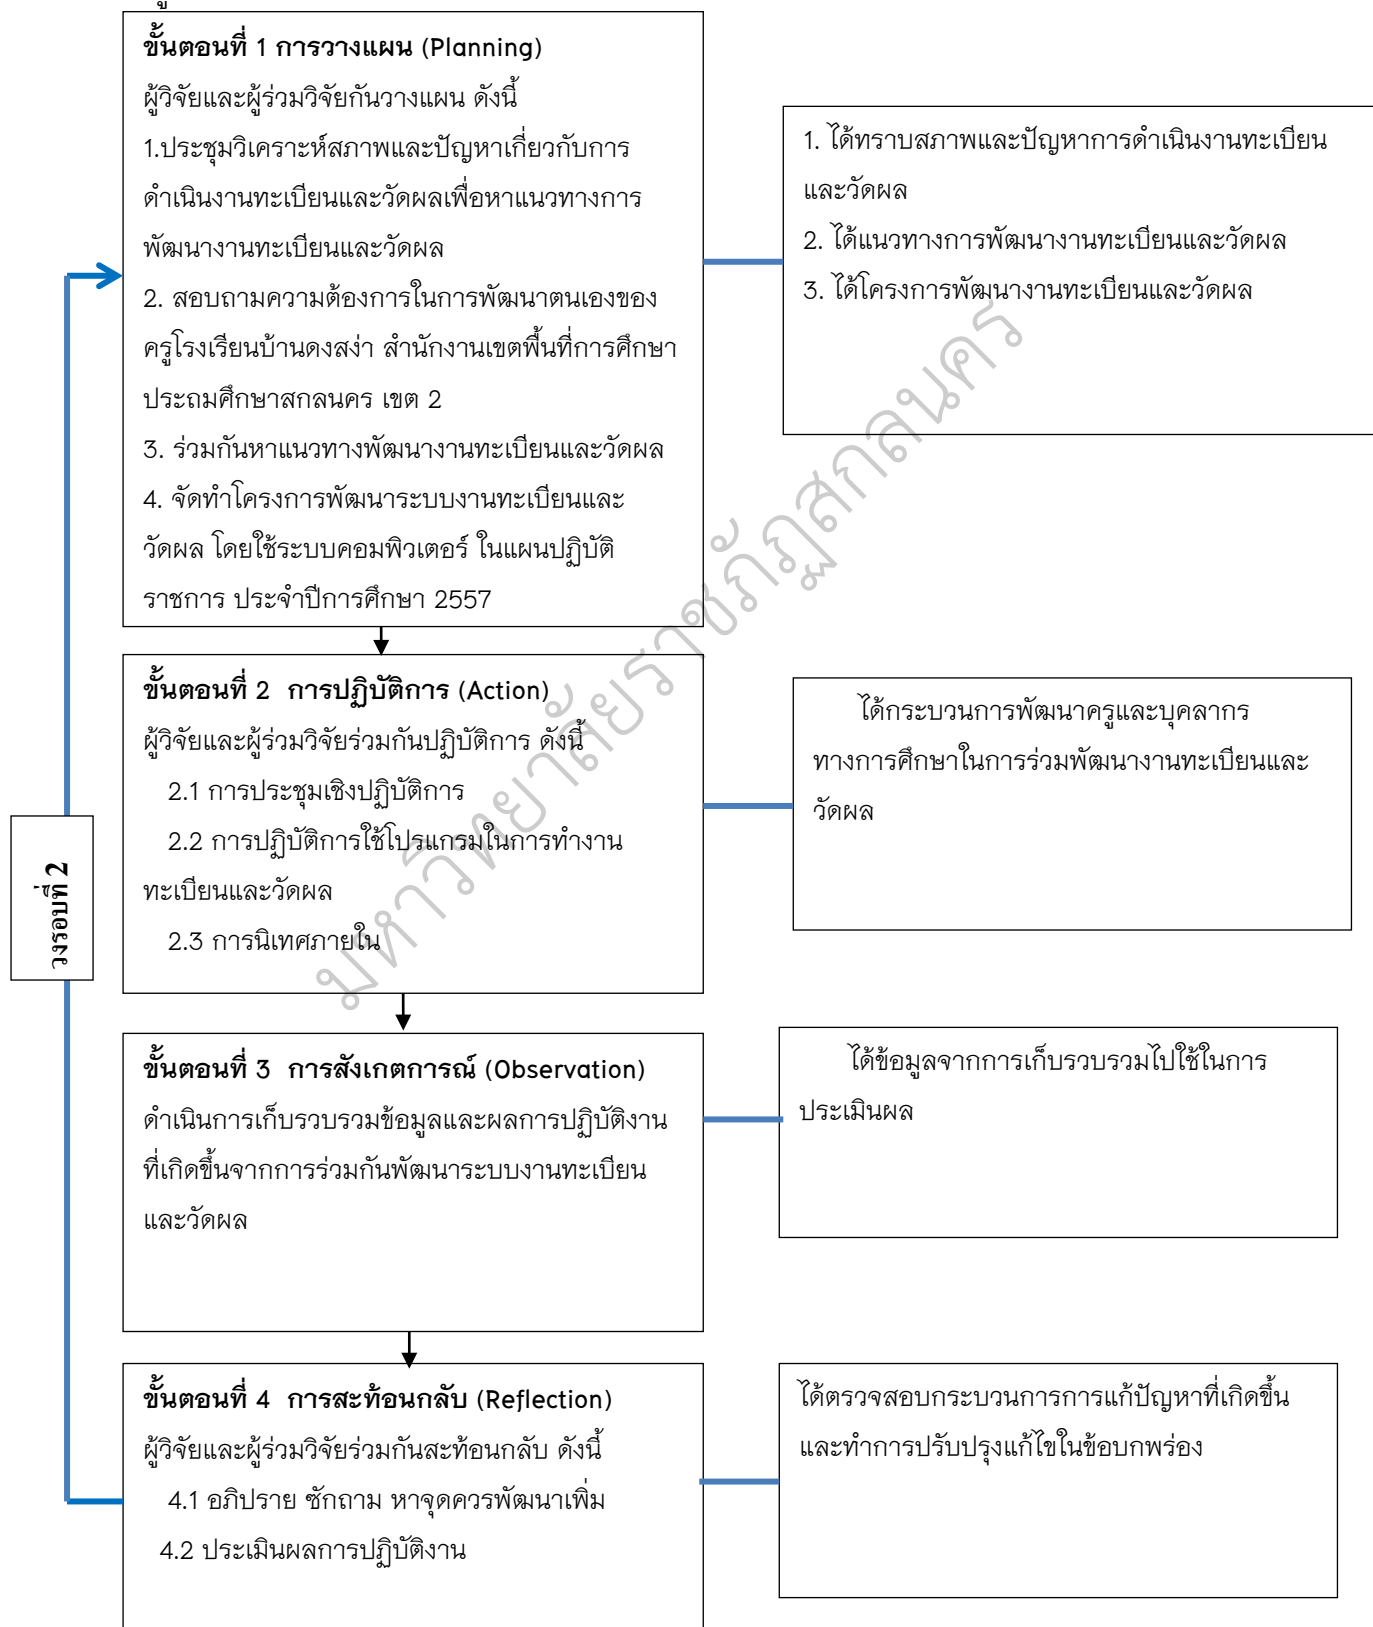 ขั้นตอนที่ 1 การวางแผน (Planning)
ผู้วิจัยและผู้ร่วมวิจัยกันวางแผน ดังนี้
1.ประชุมวิเคราะห์สภาพและปัญหาเกี่ยวกับการ
ดำเนินงานทะเบียนและวัดผลเพื่อหาแนวทางการ
พัฒนางานทะเบียนและวัดผล
2. สอบถามความต้องการในการพัฒนาตนเองของ
ครูโรงเรียนบ้านดงสง่า สำนักงานเขตพื้นที่การศึกษา
ประถมศึกษาสกลนคร เขต 2
3. ร่วมกันหาแนวทางพัฒนางานทะเบียนและวัดผล
4. จัดทำโครงการพัฒนาระบบงานทะเบียนและ
วัดผล โดยใช้ระบบคอมพิวเตอร์ ในแผนปฏิบัติ
ราชการ ประจำปีการศึกษา 2557
1. ได้ทราบสภาพและปัญหาการดำเนินงานทะเบียน
และวัดผล
2. ได้แนวทางการพัฒนางานทะเบียนและวัดผล
3. ได้โครงการพัฒนางานทะเบียนและวัดผล
ขั้นตอนที่ 2 การปฏิบัติการ (Action)
ผู้วิจัยและผู้ร่วมวิจัยร่วมกันปฏิบัติการ ดังนี้
2.1 การประชุมเชิงปฏิบัติการ
2.2 การปฏิบัติการใช้โปรแกรมในการทำงาน
ทะเบียนและวัดผล
2.3 การนิเทศภายใน
ได้กระบวนการพัฒนาครูและบุคลากร
ทางการศึกษาในการร่วมพัฒนางานทะเบียนและ
วัดผล
วงรอบที่ 2
ขั้นตอนที่ 3 การสังเกตการณ์ (Observation)
ดำเนินการเก็บรวบรวมข้อมูลและผลการปฏิบัติงาน
ที่เกิดขึ้นจากการร่วมกันพัฒนาระบบงานทะเบียน
และวัดผล
ได้ข้อมูลจากการเก็บรวบรวมไปใช้ในการ
ประเมินผล
ขั้นตอนที่ 4 การสะท้อนกลับ (Reflection)
ผู้วิจัยและผู้ร่วมวิจัยร่วมกันสะท้อนกลับ ดังนี้
4.1 อภิปราย ซักถาม หาจุดควรพัฒนาเพิ่ม
4.2 ประเมินผลการปฏิบัติงาน
ได้ตรวจสอบกระบวนการการแก้ปัญหาที่เกิดขึ้น
และทำการปรับปรุงแก้ไขในข้อบกพร่อง
มหาวิทยาลัยราชภัฏสกลนคร